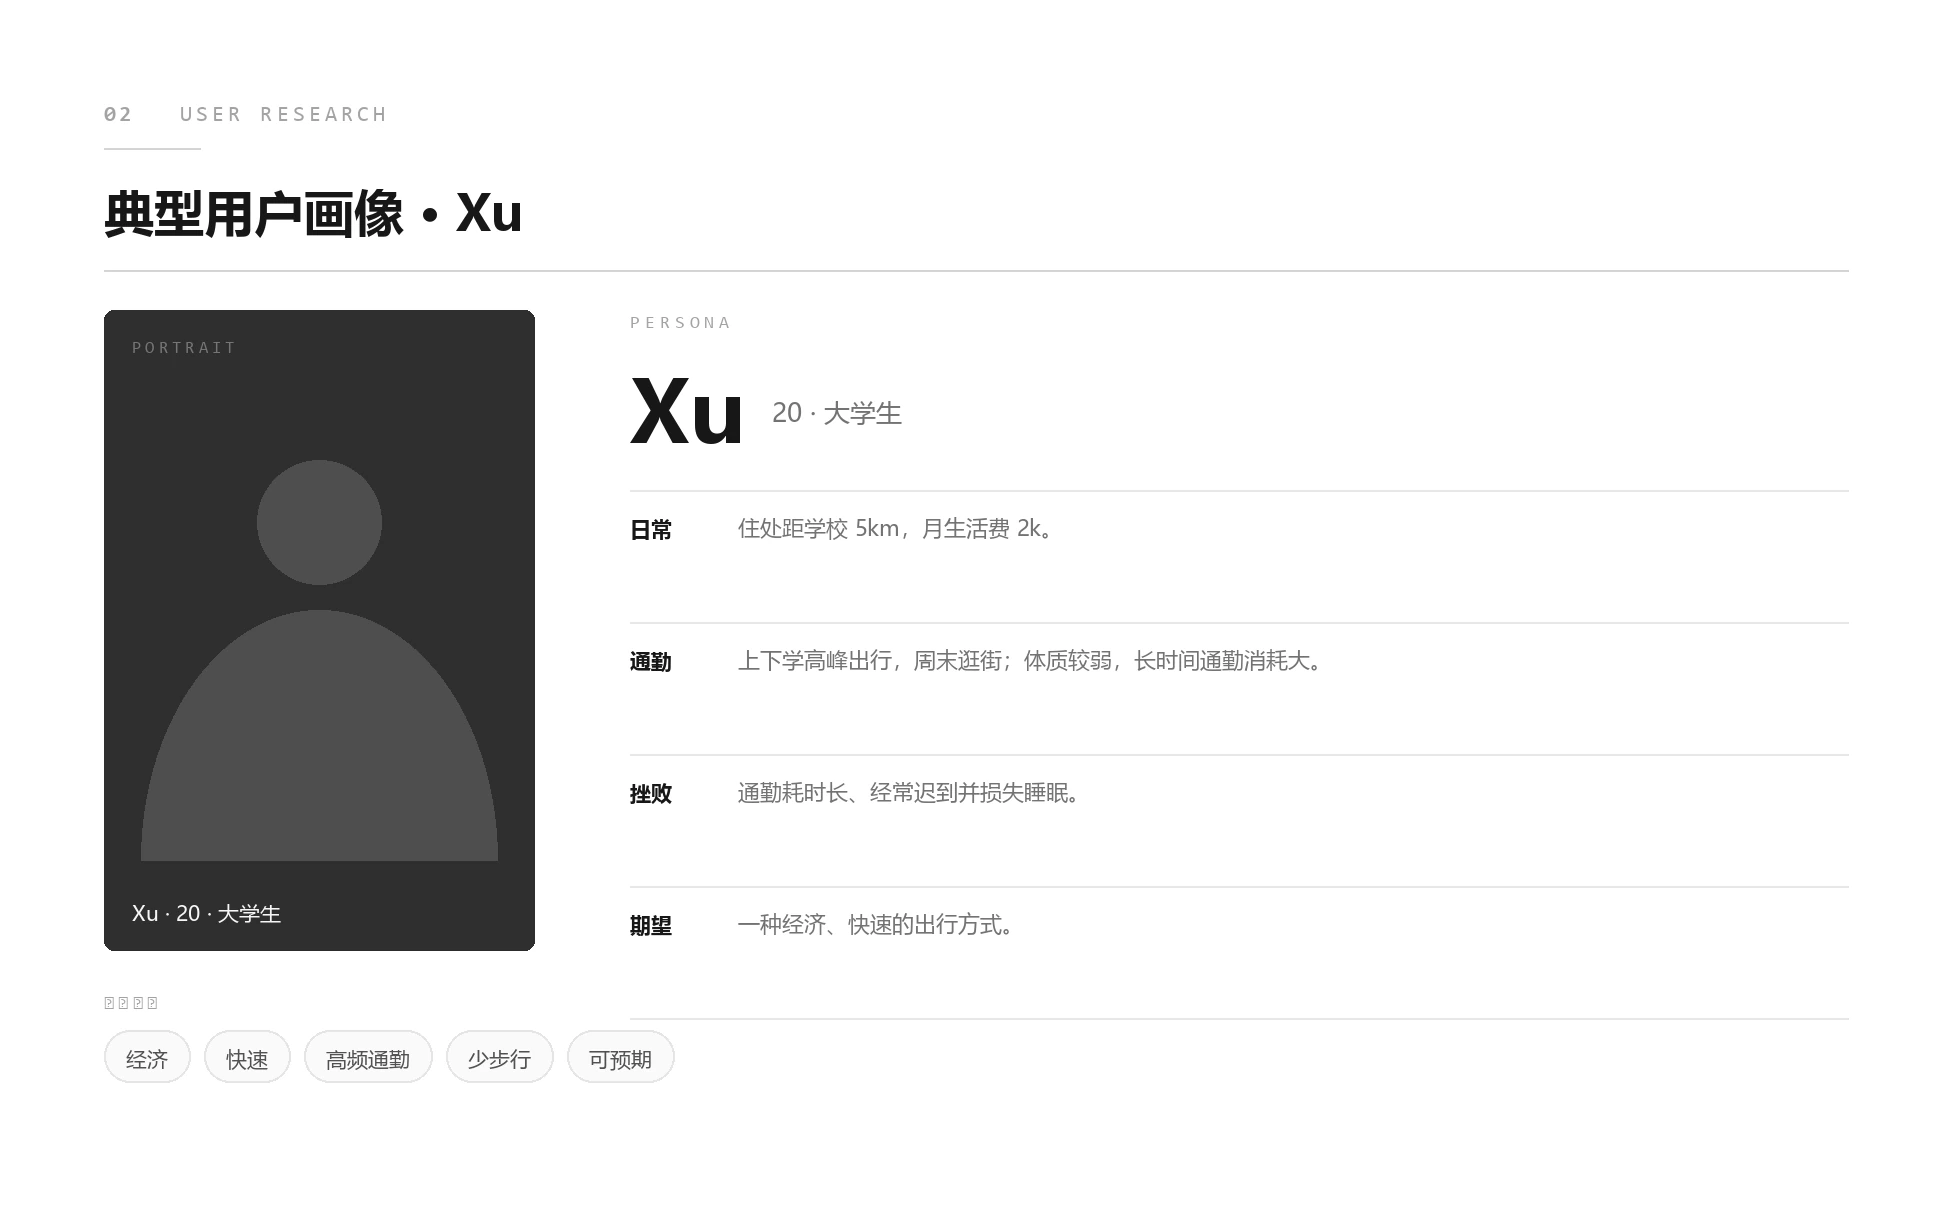 02 USER RESEARCH
典型用户画像 • Xu
PORTRAIT
Xu · 20 · 大学生
PERSONA
Xu 20 · 大学生
日常 住处距学校 5km，月生活费 2k。
通勤 上下学高峰出行，周末逛街；体质较弱，长时间通勤消耗大。
挫败 通勤耗时长、经常迟到并损失睡眠。
期望 一种经济、快速的出行方式。
经济 快速 高频通勤 少步行 可预期